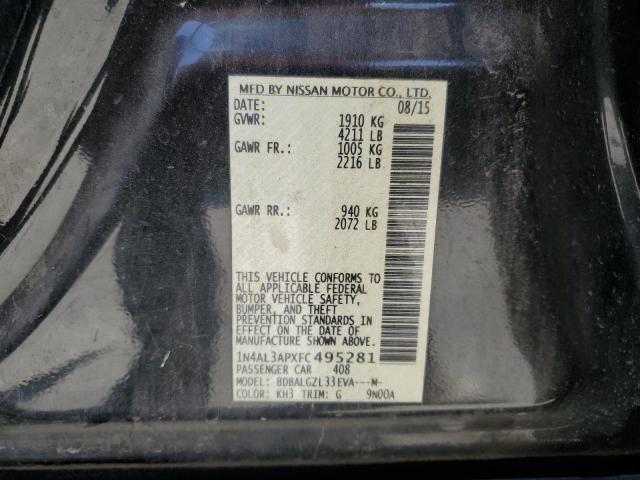 MFD BY NISSAN MOTOR CO., LTD.
DATE: 08/15
GVWR: 1910 KG
4211 LB
GAWR FR.: 1005 KG
2216 LB
GAWR RR.: 940 KG
2072 LB
THIS VEHICLE CONFORMS TO
ALL APPLICABLE FEDERAL
MOTOR VEHICLE SAFETY,
BUMPER, AND THEFT
PREVENTION STANDARDS IN
EFFECT ON THE DATE OF
MANUFACTURE SHOWN ABOVE.
1N4AL3APXFC495281
PASSENGER CAR 408
MODEL: BDBALGZL33EVA---M-
COLOR: KH3 TRIM: G 9N00A